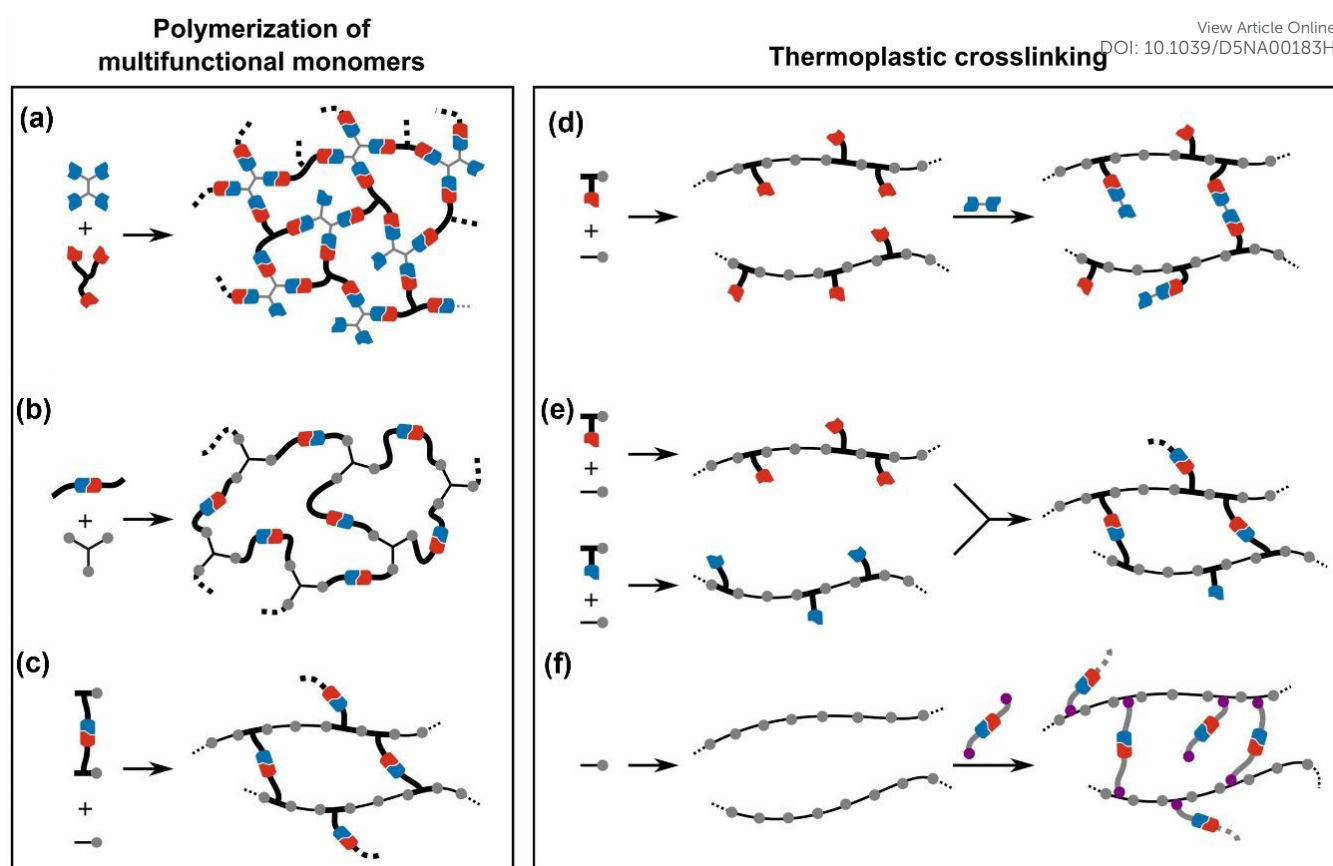 Polymerization of
multifunctional monomers
View Article Online
DOI: 10.1039/D5NA00183H
Thermoplastic crosslinking
(a)
+
(b)
+
(c)
+
(d)
+
(e)
+
+
(f)